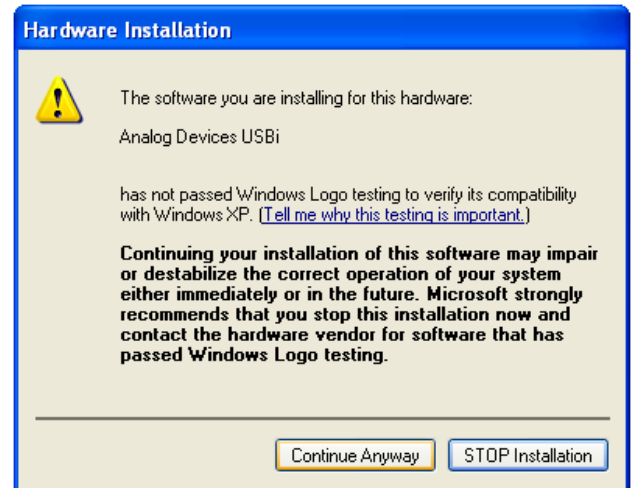 Hardware Installation
The software you are installing for this hardware:
Analog Devices USBi
has not passed Windows Logo testing to verify its compatibility
with Windows XP. (Tell me why this testing is important.)
Continuing your installation of this software may impair
or destabilize the correct operation of your system
either immediately or in the future. Microsoft strongly
recommends that you stop this installation now and
contact the hardware vendor for software that has
passed Windows Logo testing.
Continue Anyway STOP Installation